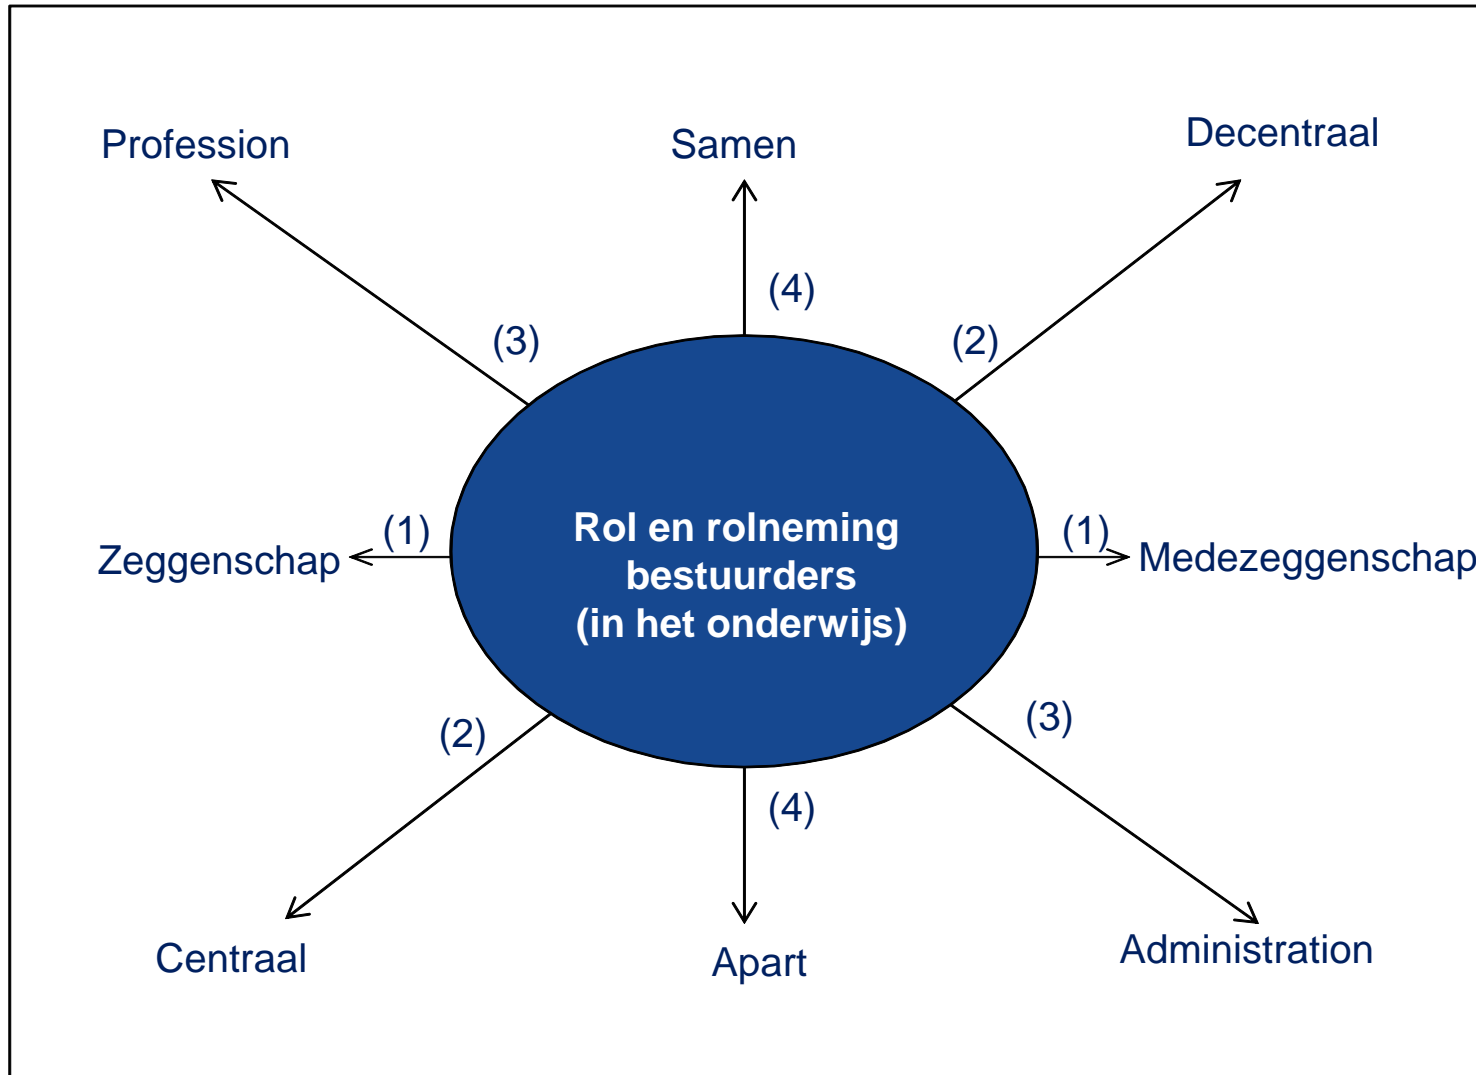 Profession
Samen
Decentraal
(4)
(3)
(2)
Rol en rolneming
bestuurders
(in het onderwijs)
(1)
(1)
Zeggenschap
Medezeggenschap
(2)
(3)
(4)
Centraal
Apart
Administration